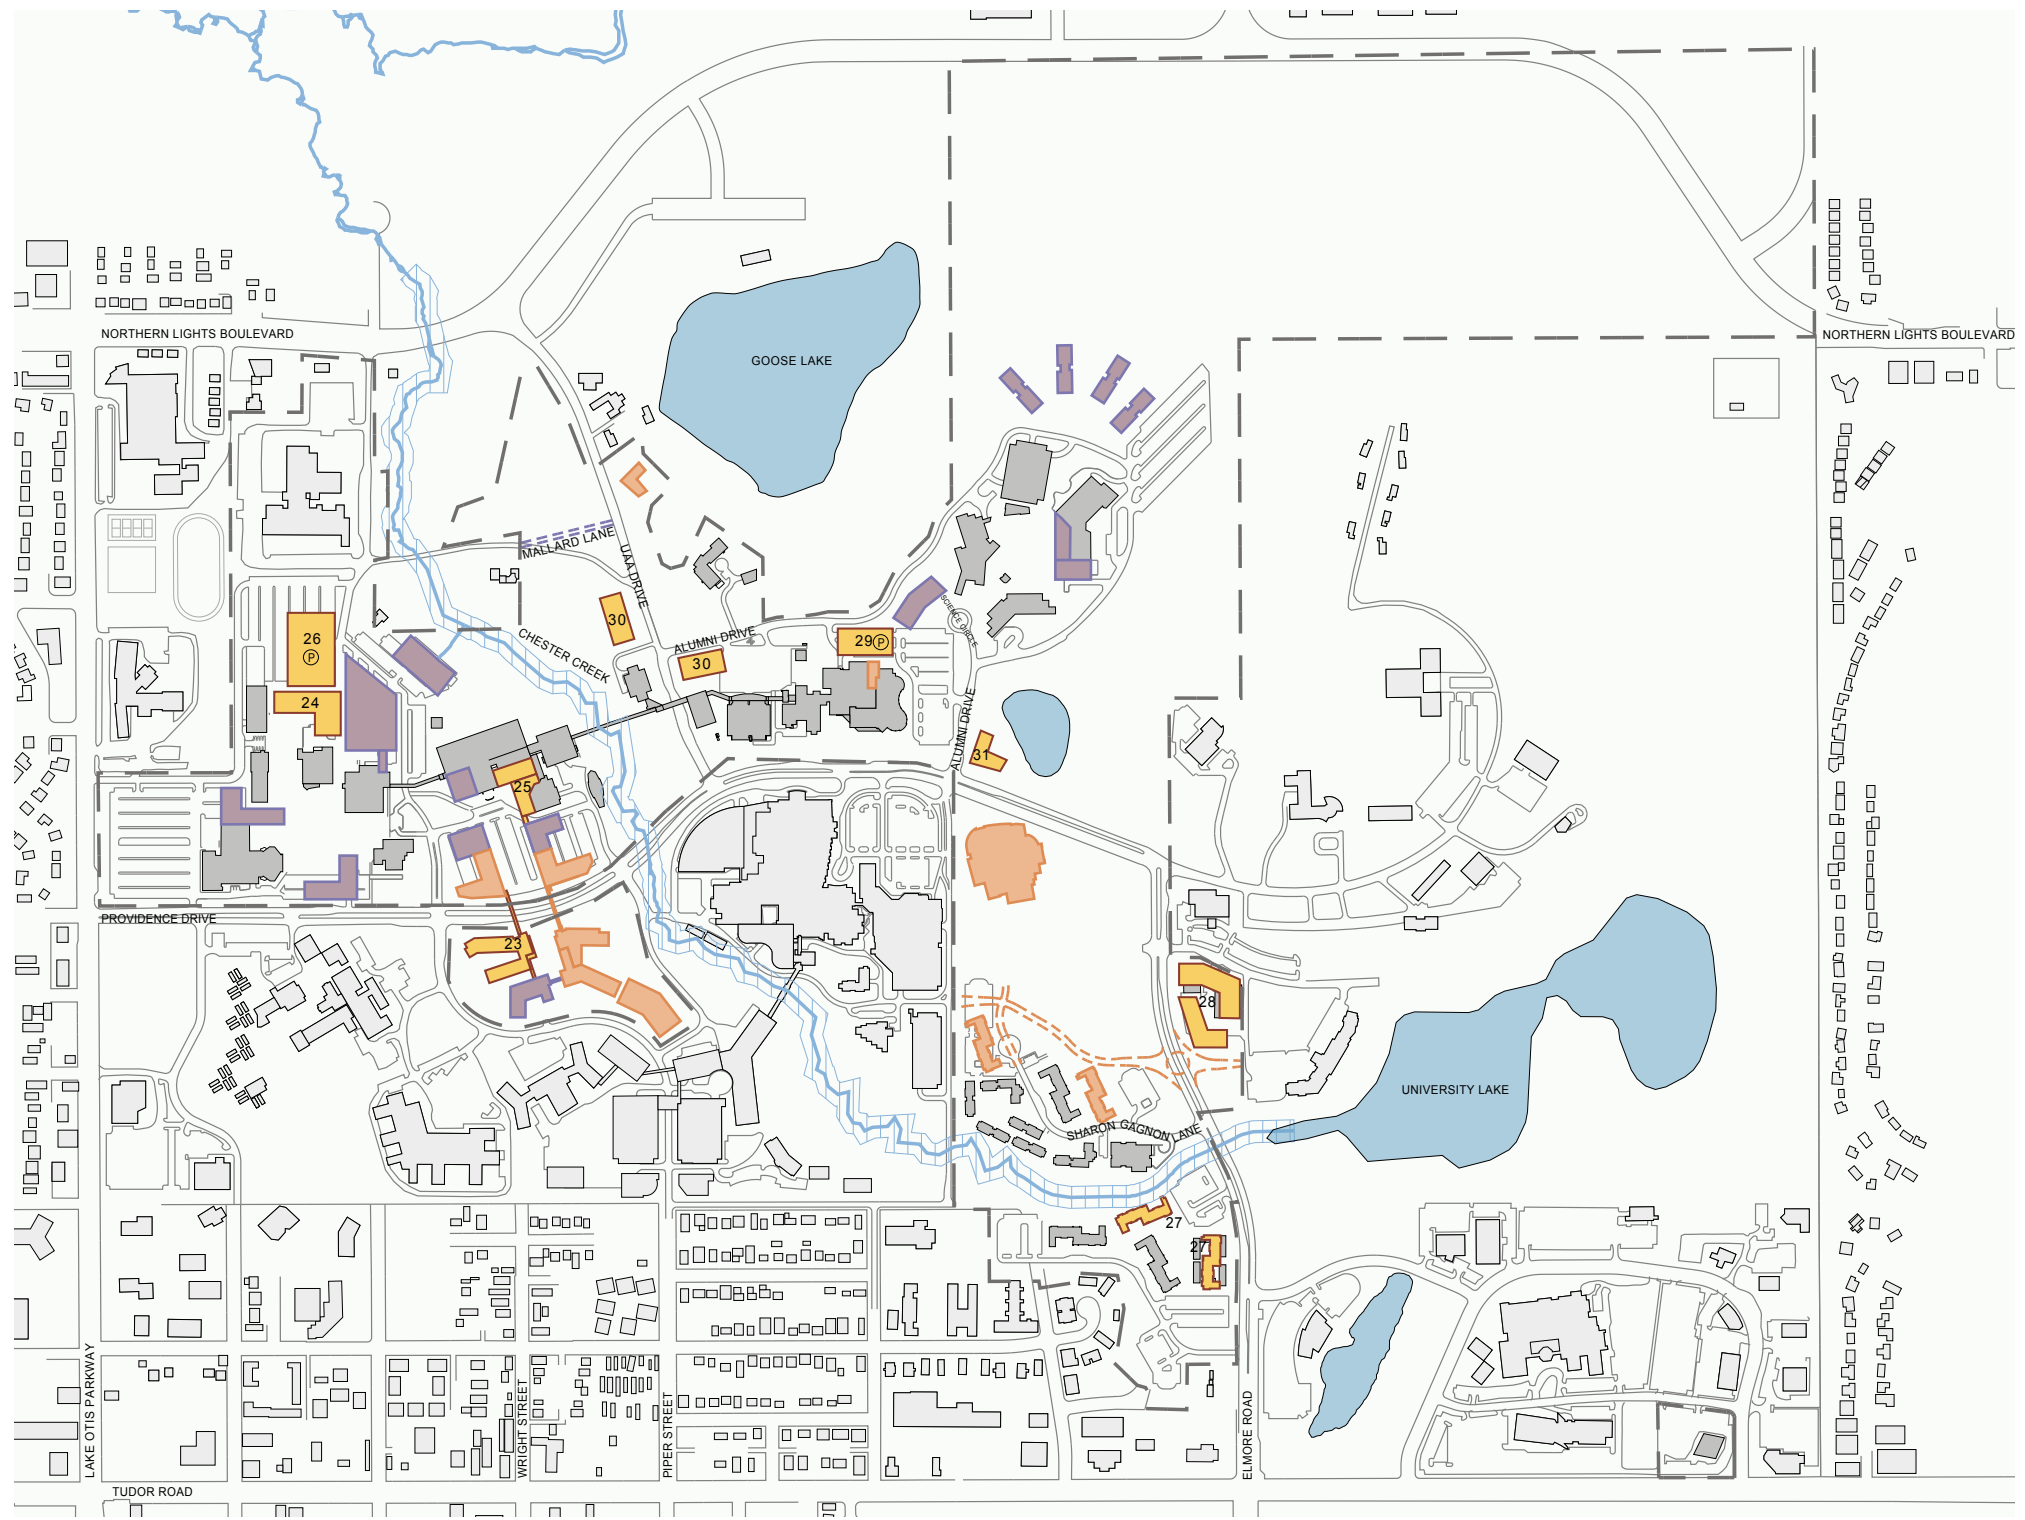 NORTHERN LIGHTS BOULEVARD
NORTHERN LIGHTS BOULEVARD
GOOSE LAKE
MALLARD LANE
UAA DRIVE
SCIENCE CIRCLE
30
26
P
CHESTER CREEK
ALUMNI DRIVE
29 P
30
24
ALUMNI DRIVE
31
25
PROVIDENCE DRIVE
23
28
UNIVERSITY LAKE
SHARON GAGNON LANE
27
27
LAKE OTIS PARKWAY
WRIGHT STREET
PIPER STREET
ELMORE ROAD
TUDOR ROAD